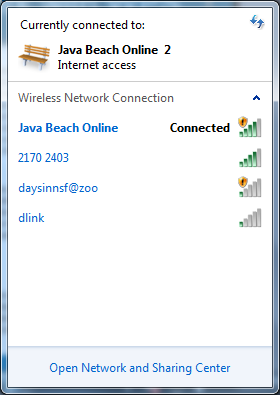 Currently connected to:
Java Beach Online 2
Internet access
Wireless Network Connection
Java Beach Online Connected
2170 2403
daysinnsf@zoo
dlink
Open Network and Sharing Center